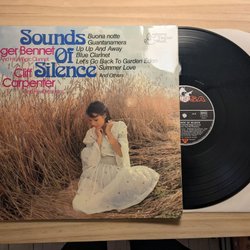 Sounds
Of
Silence
Buona notte
Guantanamera
Up Up And Away
Blue Clarinet
Let's Go Back To Garden Eden
Summer Love
And Others
ger Bennet
Cliff
Carpenter